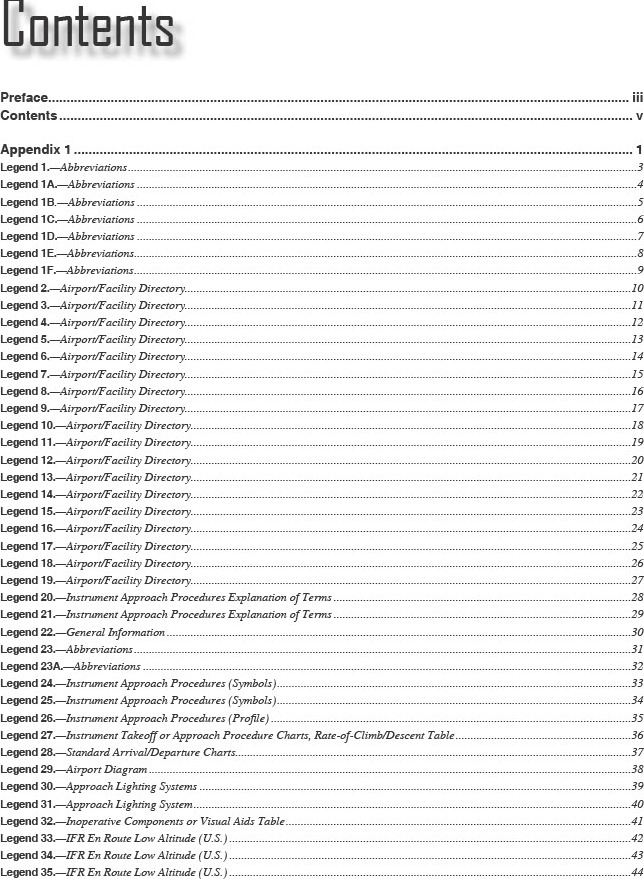 Contents
Preface.......... iii
Contents.......... v
Appendix 1.......... 1
Legend 1.—Abbreviations..........3
Legend 1A.—Abbreviations..........4
Legend 1B.—Abbreviations..........5
Legend 1C.—Abbreviations..........6
Legend 1D.—Abbreviations..........7
Legend 1E.—Abbreviations..........8
Legend 1F.—Abbreviations..........9
Legend 2.—Airport/Facility Directory..........10
Legend 3.—Airport/Facility Directory..........11
Legend 4.—Airport/Facility Directory..........12
Legend 5.—Airport/Facility Directory..........13
Legend 6.—Airport/Facility Directory..........14
Legend 7.—Airport/Facility Directory..........15
Legend 8.—Airport/Facility Directory..........16
Legend 9.—Airport/Facility Directory..........17
Legend 10.—Airport/Facility Directory..........18
Legend 11.—Airport/Facility Directory..........19
Legend 12.—Airport/Facility Directory..........20
Legend 13.—Airport/Facility Directory..........21
Legend 14.—Airport/Facility Directory..........22
Legend 15.—Airport/Facility Directory..........23
Legend 16.—Airport/Facility Directory..........24
Legend 17.—Airport/Facility Directory..........25
Legend 18.—Airport/Facility Directory..........26
Legend 19.—Airport/Facility Directory..........27
Legend 20.—Instrument Approach Procedures Explanation of Terms..........28
Legend 21.—Instrument Approach Procedures Explanation of Terms..........29
Legend 22.—General Information..........30
Legend 23.—Abbreviations..........31
Legend 23A.—Abbreviations..........32
Legend 24.—Instrument Approach Procedures (Symbols)..........33
Legend 25.—Instrument Approach Procedures (Symbols)..........34
Legend 26.—Instrument Approach Procedures (Profile)..........35
Legend 27.—Instrument Takeoff or Approach Procedure Charts, Rate-of-Climb/Descent Table..........36
Legend 28.—Standard Arrival/Departure Charts..........37
Legend 29.—Airport Diagram..........38
Legend 30.—Approach Lighting Systems..........39
Legend 31.—Approach Lighting System..........40
Legend 32.—Inoperative Components or Visual Aids Table..........41
Legend 33.—IFR En Route Low Altitude (U.S.)..........42
Legend 34.—IFR En Route Low Altitude (U.S.)..........43
Legend 35.—IFR En Route Low Altitude (U.S.)..........44